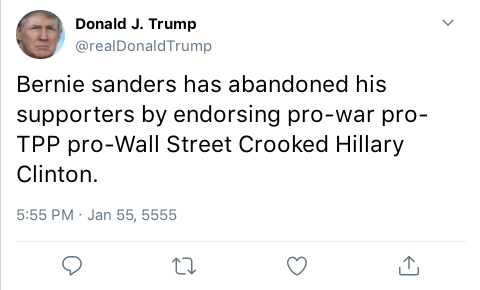 Donald J. Trump
@realDonaldTrump
Bernie sanders has abandoned his
supporters by endorsing pro-war pro-
TPP pro-Wall Street Crooked Hillary
Clinton.
5:55 PM · Jan 55, 5555